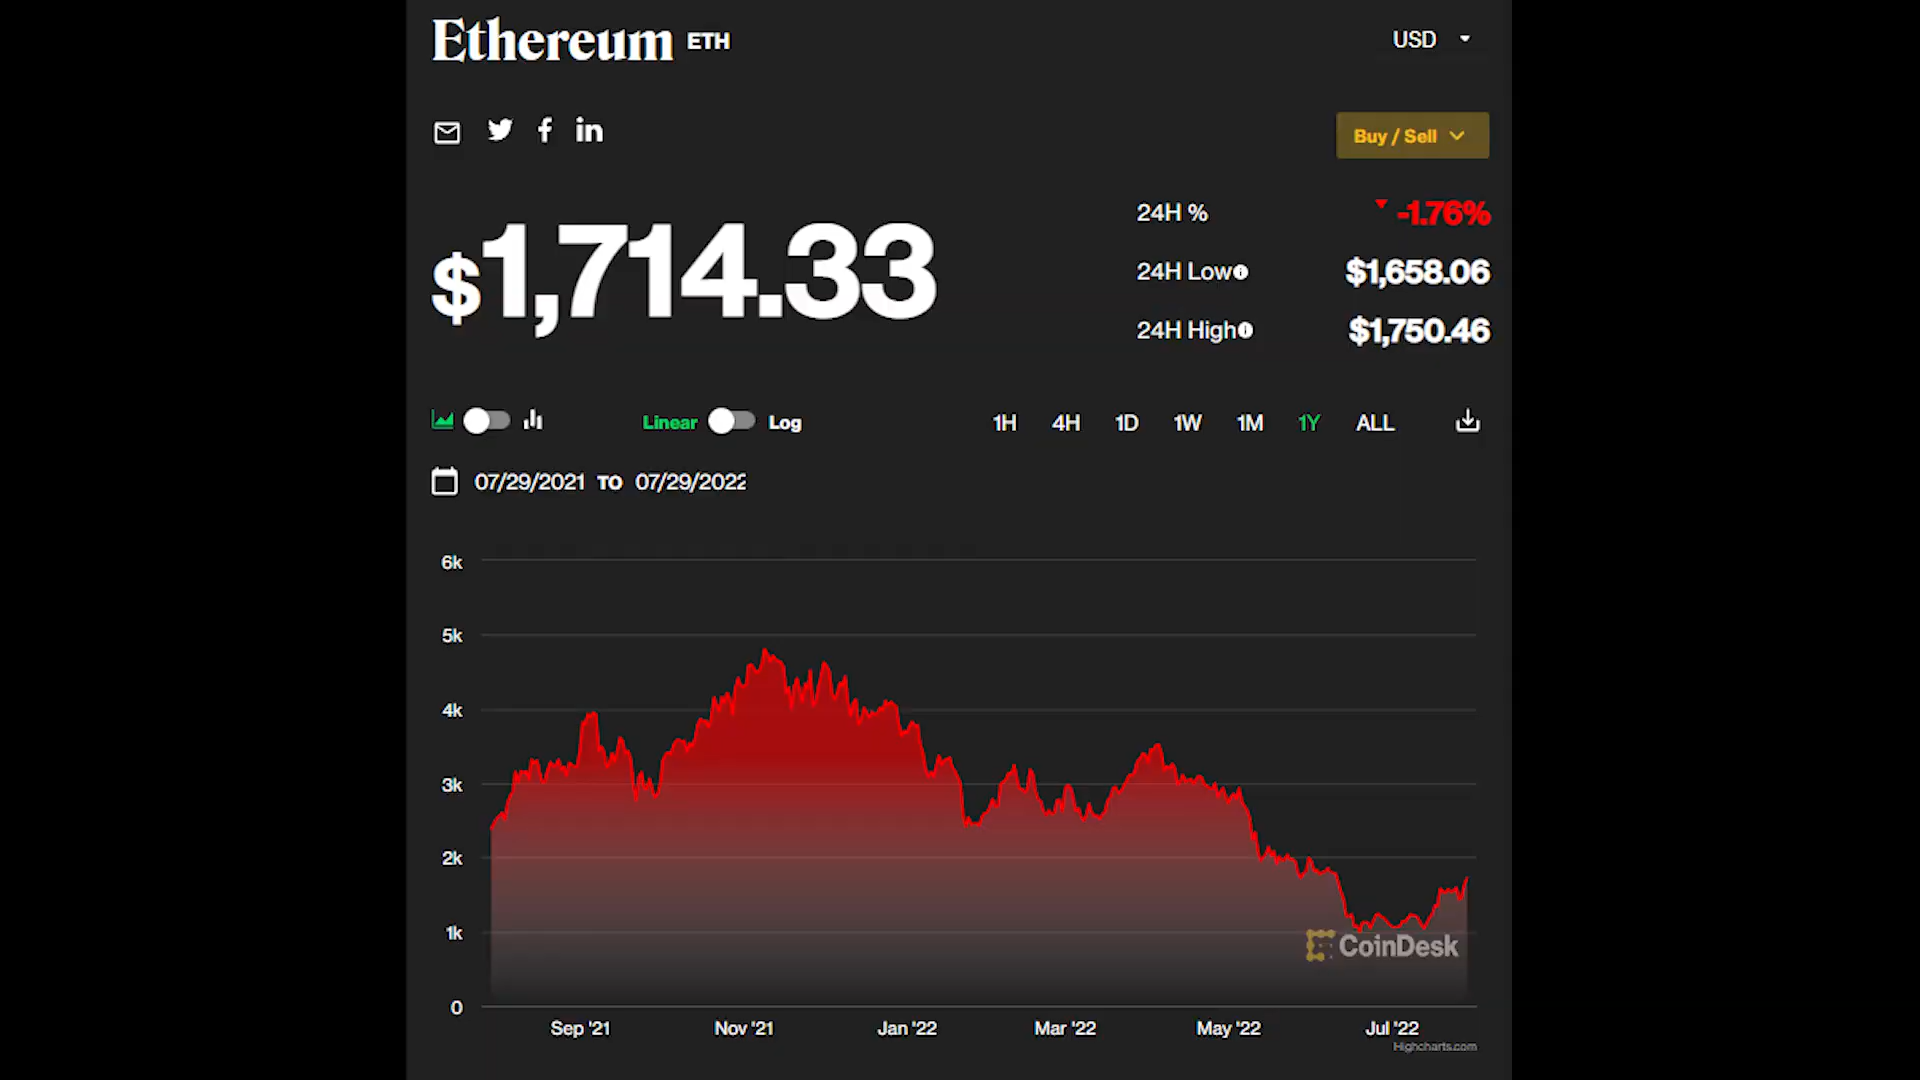 Ethereum ETH
USD
Buy / Sell
$1,714.33
24H % -1.76%
24H Low $1,658.06
24H High $1,750.46
Linear Log 1H 4H 1D 1W 1M 1Y ALL
07/29/2021 TO 07/29/2022
6k
5k
4k
3k
2k
1k
CoinDesk
0
Sep '21 Nov '21 Jan '22 Mar '22 May '22 Jul '22
Highcharts.com